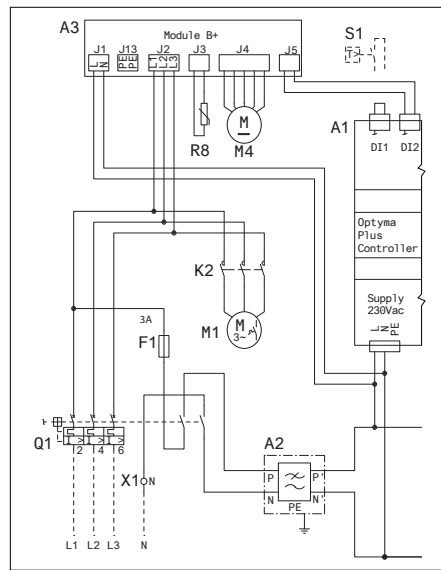 A3
Module B+
S1
J1
J13
J2
J3
J4
J5
L
N
PE
PE
L1
L2
L3
T>
A1
M
R8
M4
DI1
DI2
Optyma
Plus
Controller
K2
Supply
230Vac
3A
F1
M1
M
3~
L
N
PE
Q1
I>
I>
I>
2
4
6
X1
N
A2
P
P'
N
N'
PE
L1
L2
L3
N